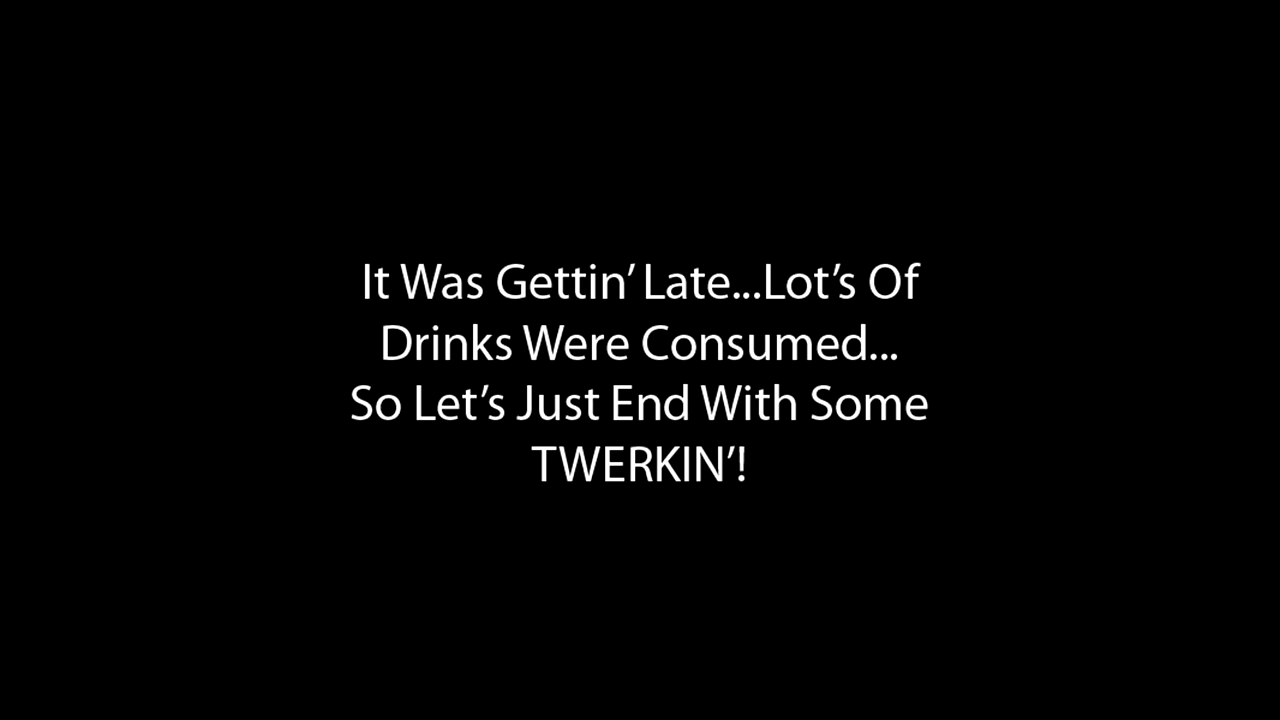 It Was Gettin’ Late...Lot’s Of
Drinks Were Consumed...
So Let’s Just End With Some
TWERKIN’!